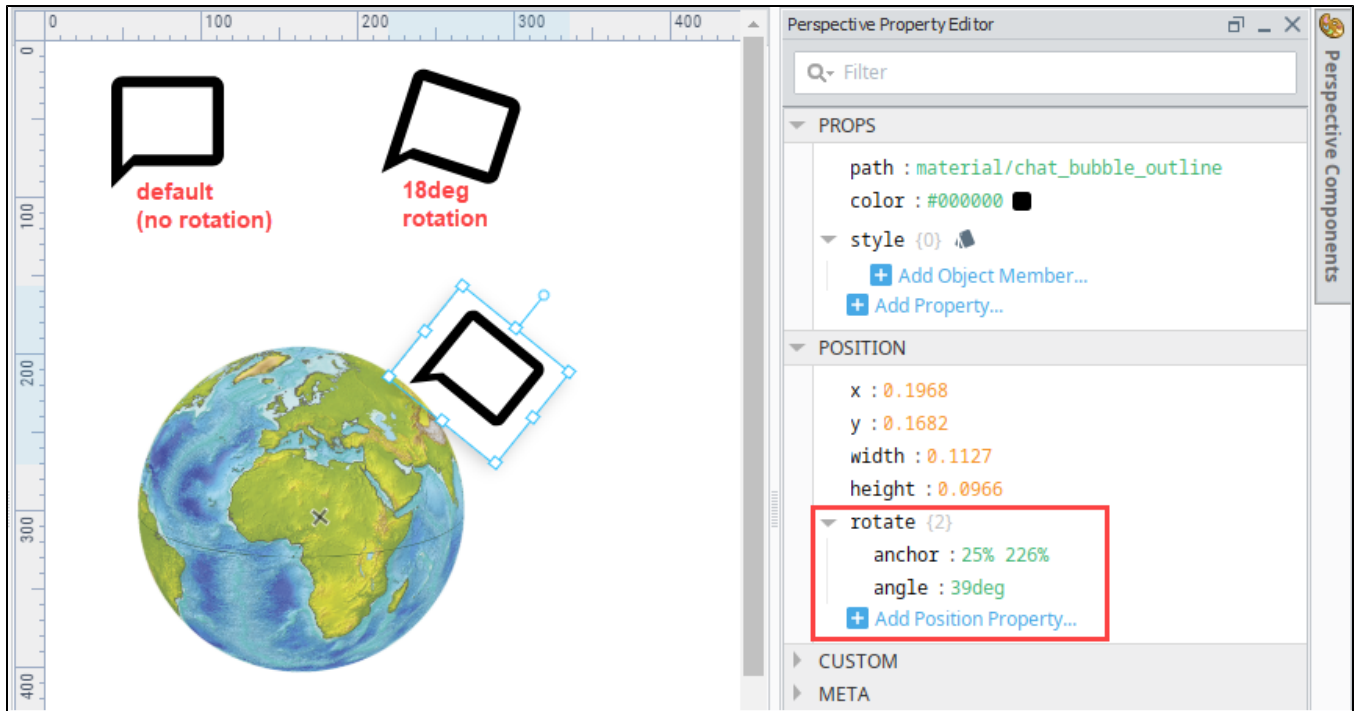 0 100 200 300 400
0
100
200
300
400
default
(no rotation)
18deg
rotation
Perspective Property Editor
Filter
PROPS
path : material/chat_bubble_outline
color : #000000
style {0}
Add Object Member...
Add Property...
POSITION
x : 0.1968
y : 0.1682
width : 0.1127
height : 0.0966
rotate {2}
anchor : 25% 226%
angle : 39deg
Add Position Property...
CUSTOM
META
Perspective Components